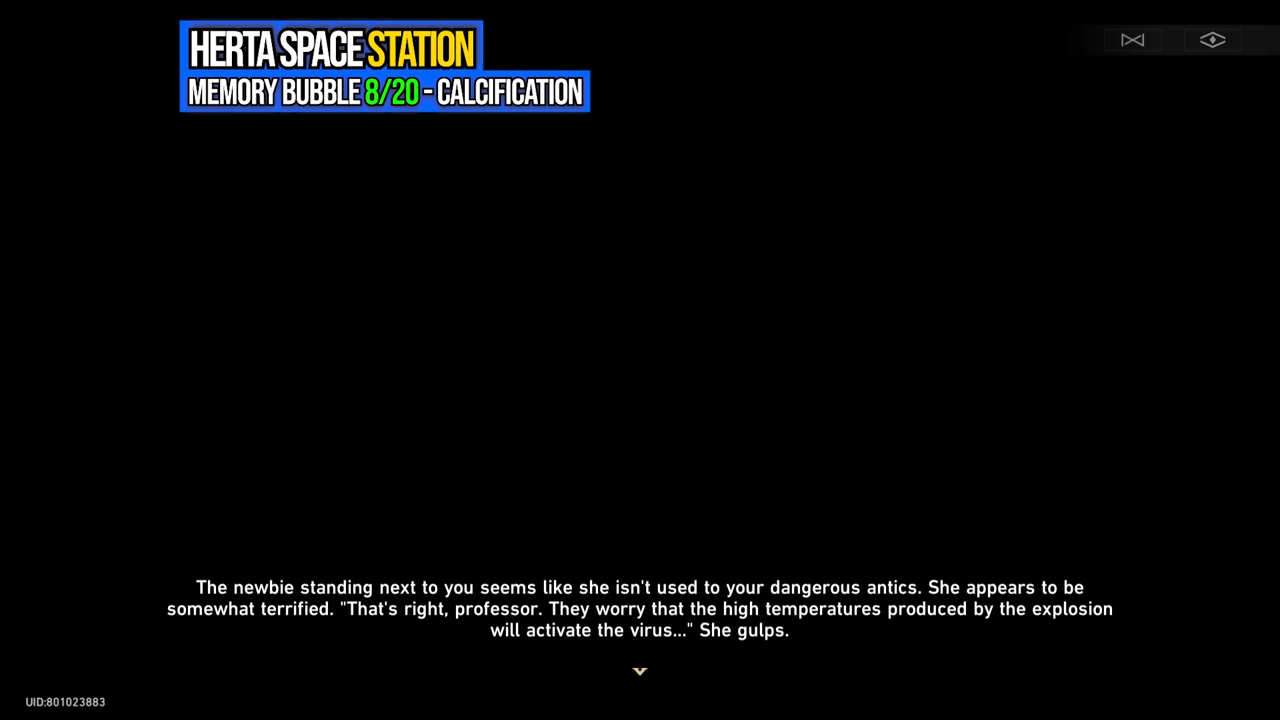 HERTA SPACE STATION
MEMORY BUBBLE 8/20 - CALCIFICATION
The newbie standing next to you seems like she isn't used to your dangerous antics. She appears to be
somewhat terrified. "That's right, professor. They worry that the high temperatures produced by the explosion
will activate the virus..." She gulps.
UID:801023883